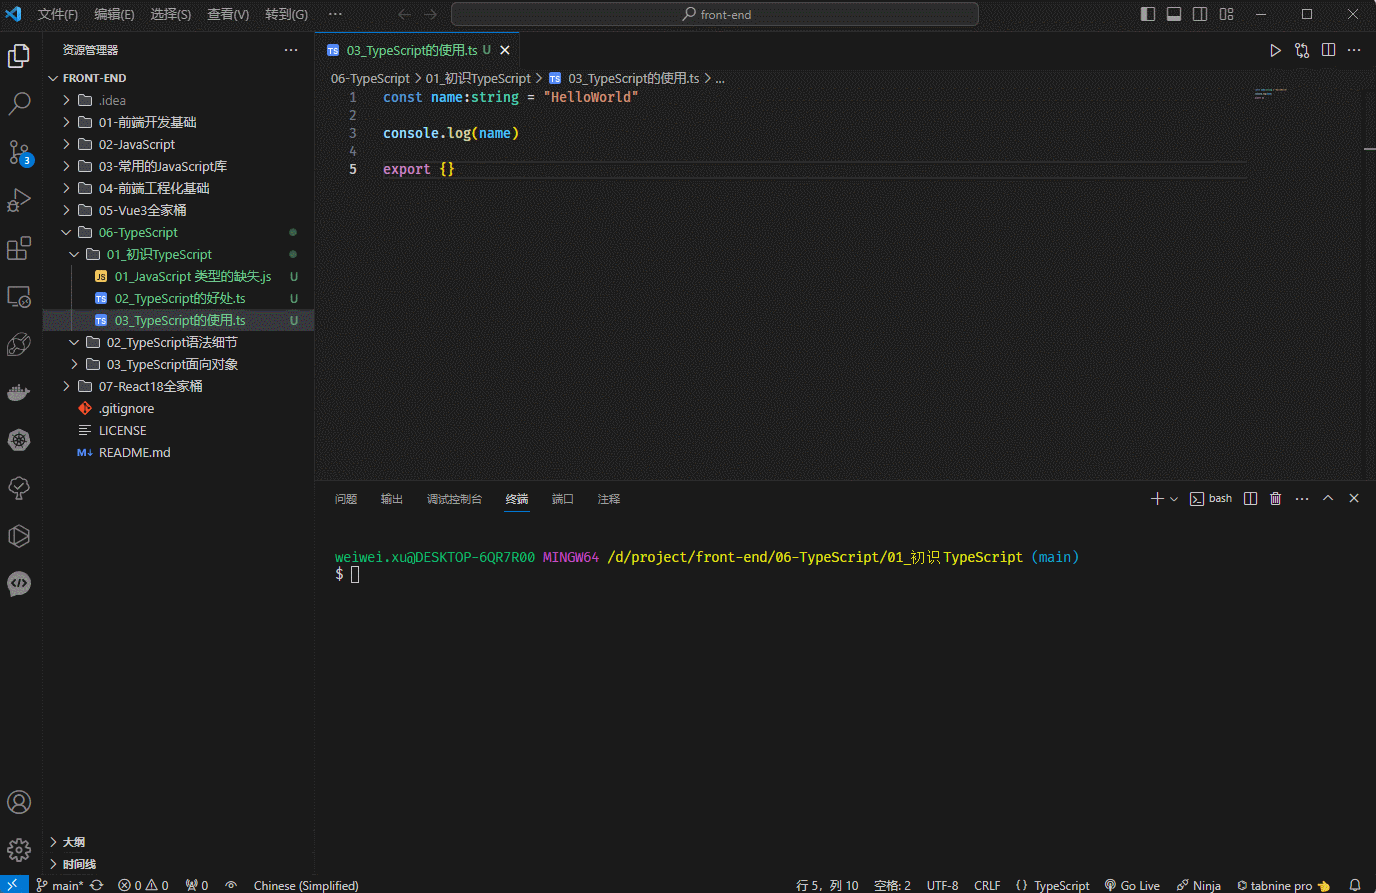 文件(F) 编辑(E) 选择(S) 查看(V) 转到(G) ··· front-end
资源管理器 ···
FRONT-END
.idea
01-前端开发基础
02-JavaScript
03-常用的JavaScript库
04-前端工程化基础
05-Vue3全家桶
06-TypeScript
01_初识TypeScript
JS 01_JavaScript 类型的缺失.js U
TS 02_TypeScript的好处.ts U
TS 03_TypeScript的使用.ts U
02_TypeScript语法细节
03_TypeScript面向对象
07-React18全家桶
.gitignore
LICENSE
M↓ README.md
大纲
时间线
3
TS 03_TypeScript的使用.ts U
06-TypeScript > 01_初识TypeScript > TS 03_TypeScript的使用.ts > ...
1 const name:string = "HelloWorld"
2
3 console.log(name)
4
5 export {}
问题 输出 调试控制台 终端 端口 注释 bash
weiwei.xu@DESKTOP-6QR7R00 MINGW64 /d/project/front-end/06-TypeScript/01_初识TypeScript (main)
$
main* 0 0 0 Chinese (Simplified) 行 5，列 10 空格: 2 UTF-8 CRLF {} TypeScript Go Live Ninja tabnine pro